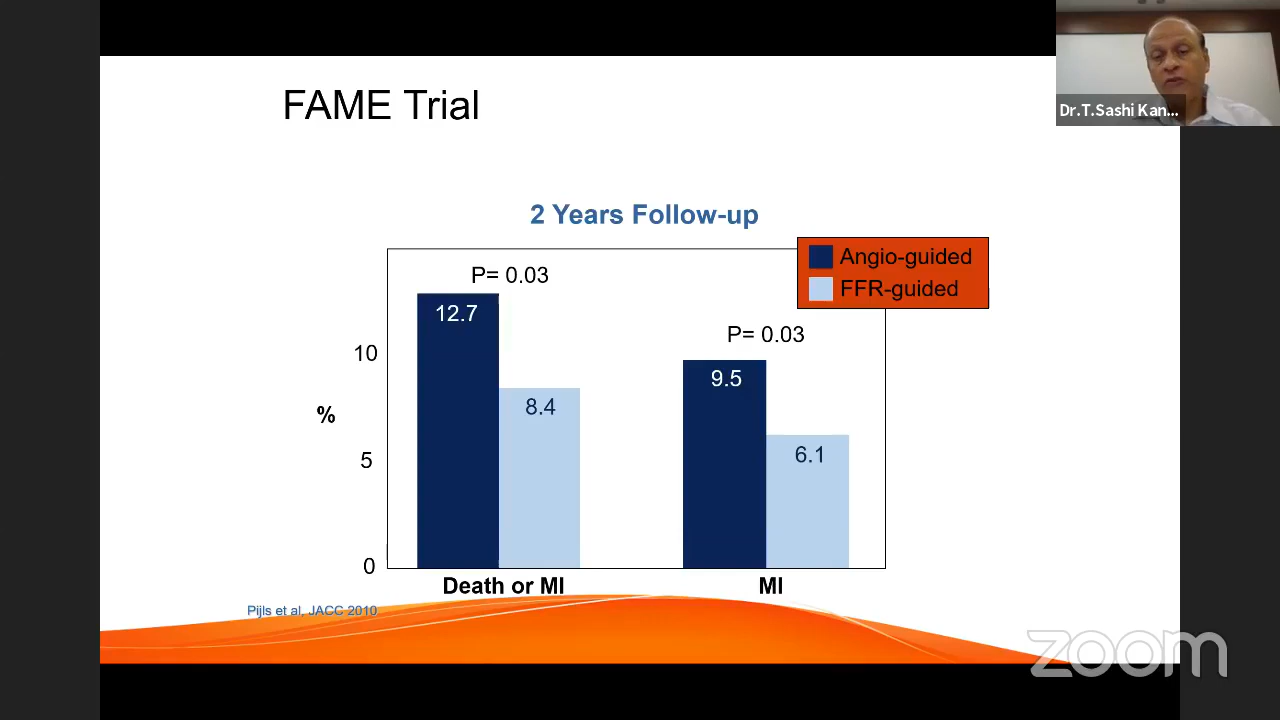 Dr.T.Sashi Kan...
FAME Trial
2 Years Follow-up
Angio-guided
FFR-guided
P= 0.03
P= 0.03
12.7
8.4
9.5
6.1
10
%
5
0
Death or MI
MI
Pijls et al, JACC 2010
zoom